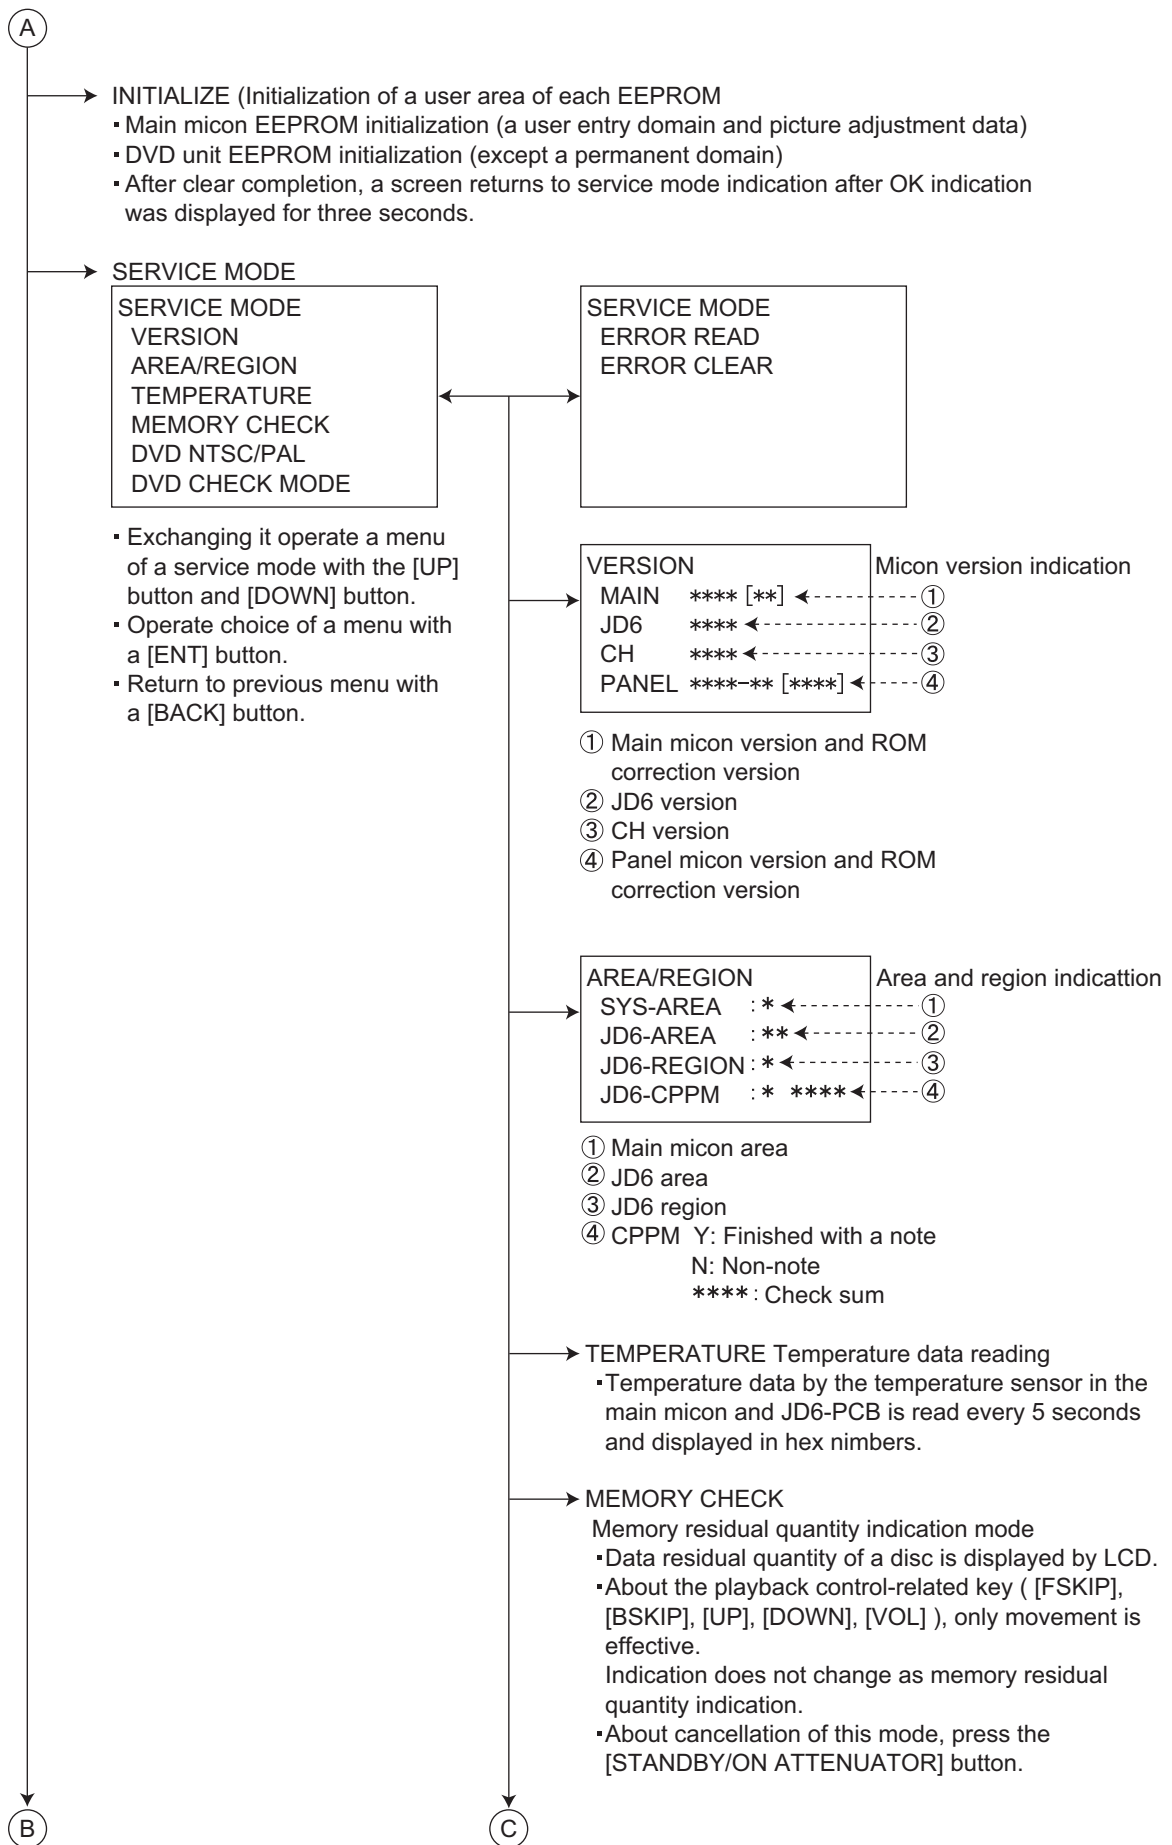 A
INITIALIZE (Initialization of a user area of each EEPROM
▪ Main micon EEPROM initialization (a user entry domain and picture adjustment data)
▪ DVD unit EEPROM initialization (except a permanent domain)
▪ After clear completion, a screen returns to service mode indication after OK indication
was displayed for three seconds.
SERVICE MODE
SERVICE MODE
VERSION
AREA/REGION
TEMPERATURE
MEMORY CHECK
DVD NTSC/PAL
DVD CHECK MODE
SERVICE MODE
ERROR READ
ERROR CLEAR
▪ Exchanging it operate a menu
of a service mode with the [UP]
button and [DOWN] button.
▪ Operate choice of a menu with
a [ENT] button.
▪ Return to previous menu with
a [BACK] button.
VERSION Micon version indication
MAIN **** [**] ①
JD6 **** ②
CH **** ③
PANEL ****-** [****] ④
① Main micon version and ROM
correction version
② JD6 version
③ CH version
④ Panel micon version and ROM
correction version
AREA/REGION Area and region indicattion
SYS-AREA : * ①
JD6-AREA : ** ②
JD6-REGION : * ③
JD6-CPPM : * **** ④
① Main micon area
② JD6 area
③ JD6 region
④ CPPM Y: Finished with a note
N: Non-note
**** : Check sum
TEMPERATURE Temperature data reading
▪Temperature data by the temperature sensor in the
main micon and JD6-PCB is read every 5 seconds
and displayed in hex nimbers.
MEMORY CHECK
Memory residual quantity indication mode
▪Data residual quantity of a disc is displayed by LCD.
▪About the playback control-related key ( [FSKIP],
[BSKIP], [UP], [DOWN], [VOL] ), only movement is
effective.
Indication does not change as memory residual
quantity indication.
▪About cancellation of this mode, press the
[STANDBY/ON ATTENUATOR] button.
B
C